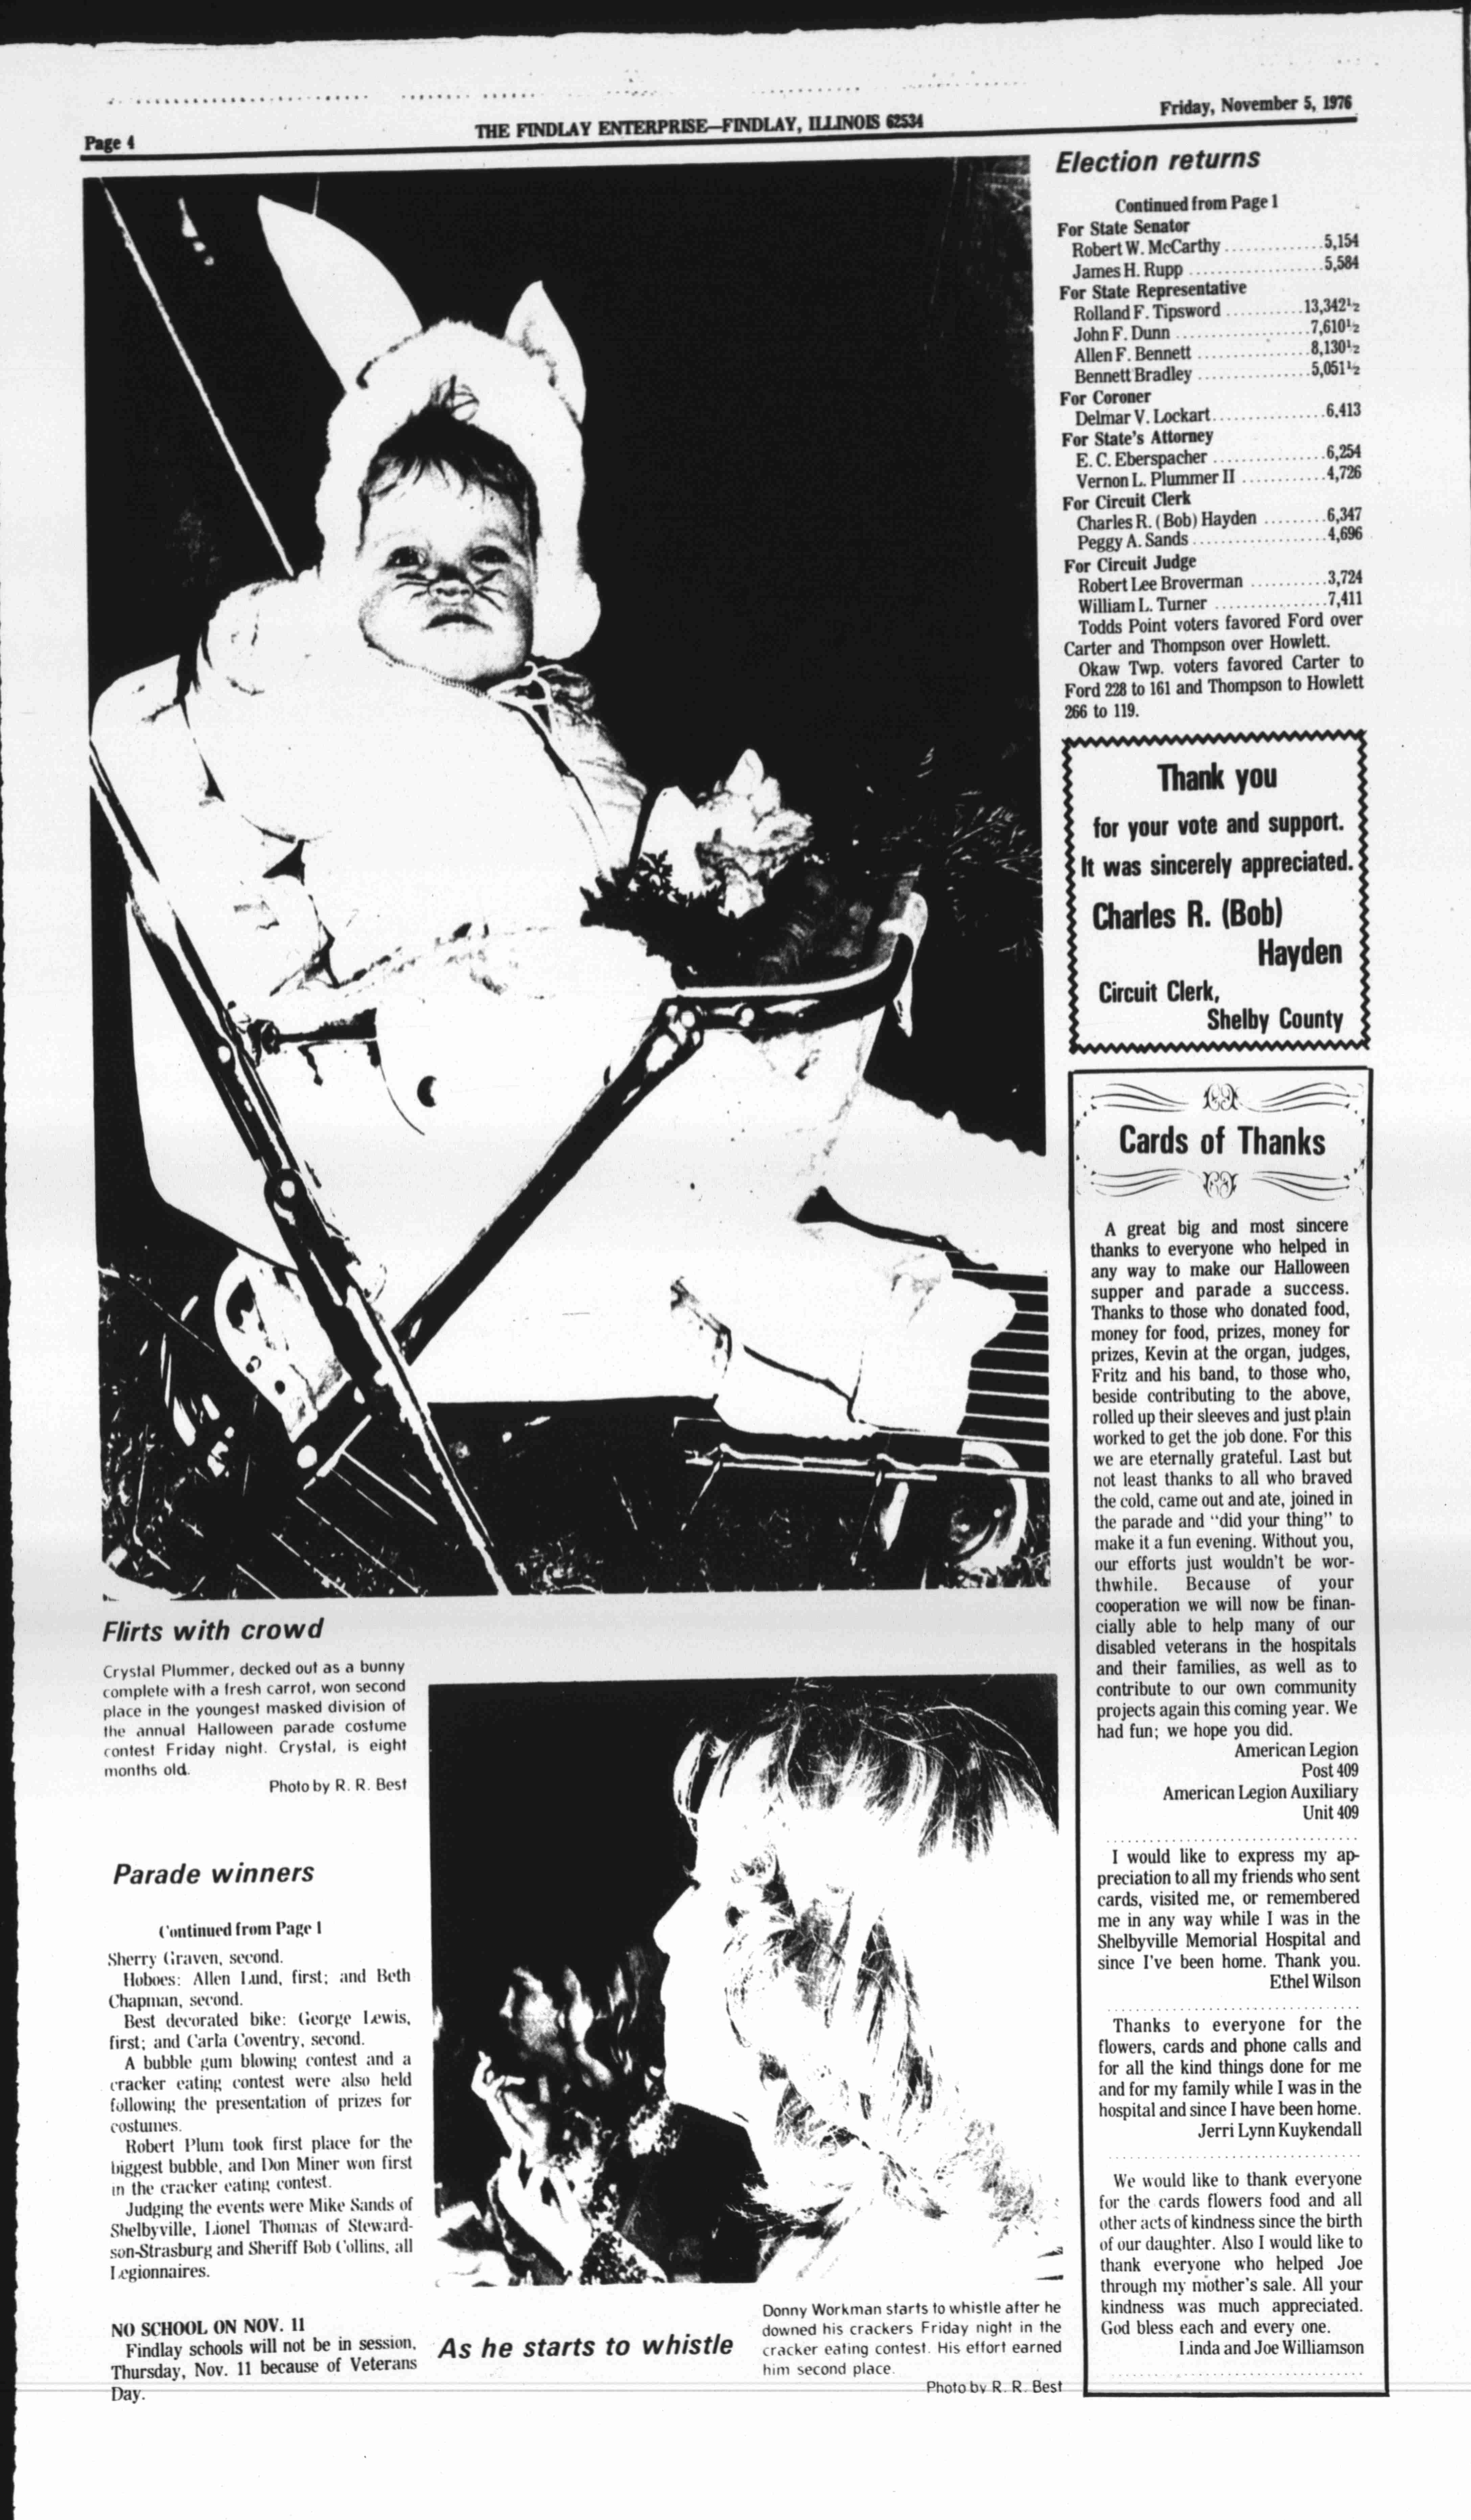 Page 4
THE FINDLAY ENTERPRISE—FINDLAY, ILLINOIS 62534
Friday, November 5, 1976
Flirts with crowd
Crystal Plummer, decked out as a bunny
complete with a fresh carrot, won second
place in the youngest masked division of
the annual Halloween parade costume
contest Friday night. Crystal, is eight
months old.
Photo by R. R. Best
Parade winners
Continued from Page 1
Sherry Graven, second.
Hoboes: Allen Lund, first; and Beth
Chapman, second.
Best decorated bike: George Lewis,
first; and Carla Coventry, second.
A bubble gum blowing contest and a
cracker eating contest were also held
following the presentation of prizes for
costumes.
Robert Plum took first place for the
biggest bubble, and Don Miner won first
in the cracker eating contest.
Judging the events were Mike Sands of
Shelbyville, Lionel Thomas of Steward-
son-Strasburg and Sheriff Bob Collins, all
Legionnaires.
NO SCHOOL ON NOV. 11
Findlay schools will not be in session,
Thursday, Nov. 11 because of Veterans
Day.
As he starts to whistle
Donny Workman starts to whistle after he
downed his crackers Friday night in the
cracker eating contest. His effort earned
him second place.
Photo by R. R. Best
Election returns
Continued from Page 1
For State Senator
Robert W. McCarthy .............5,154
James H. Rupp ..................5,584
For State Representative
Rolland F. Tipsword ...........13,342½
John F. Dunn ...................7,610½
Allen F. Bennett ...............8,130½
Bennett Bradley ................5,051½
For Coroner
Delmar V. Lockart...............6,413
For State's Attorney
E. C. Eberspacher ...............6,254
Vernon L. Plummer II ............4,726
For Circuit Clerk
Charles R. (Bob) Hayden .........6,347
Peggy A. Sands ..................4,696
For Circuit Judge
Robert Lee Broverman ...........3,724
William L. Turner ................7,411
Todds Point voters favored Ford over
Carter and Thompson over Howlett.
Okaw Twp. voters favored Carter to
Ford 228 to 161 and Thompson to Howlett
266 to 119.
Thank you
for your vote and support.
It was sincerely appreciated.
Charles R. (Bob)
Hayden
Circuit Clerk,
Shelby County
Cards of Thanks
A great big and most sincere
thanks to everyone who helped in
any way to make our Halloween
supper and parade a success.
Thanks to those who donated food,
money for food, prizes, money for
prizes, Kevin at the organ, judges,
Fritz and his band, to those who,
beside contributing to the above,
rolled up their sleeves and just plain
worked to get the job done. For this
we are eternally grateful. Last but
not least thanks to all who braved
the cold, came out and ate, joined in
the parade and "did your thing" to
make it a fun evening. Without you,
our efforts just wouldn't be wor-
thwhile. Because of your
cooperation we will now be finan-
cially able to help many of our
disabled veterans in the hospitals
and their families, as well as to
contribute to our own community
projects again this coming year. We
had fun; we hope you did.
American Legion
Post 409
American Legion Auxiliary
Unit 409
I would like to express my ap-
preciation to all my friends who sent
cards, visited me, or remembered
me in any way while I was in the
Shelbyville Memorial Hospital and
since I've been home. Thank you.
Ethel Wilson
Thanks to everyone for the
flowers, cards and phone calls and
for all the kind things done for me
and for my family while I was in the
hospital and since I have been home.
Jerri Lynn Kuykendall
We would like to thank everyone
for the cards flowers food and all
other acts of kindness since the birth
of our daughter. Also I would like to
thank everyone who helped Joe
through my mother's sale. All your
kindness was much appreciated.
God bless each and every one.
Linda and Joe Williamson